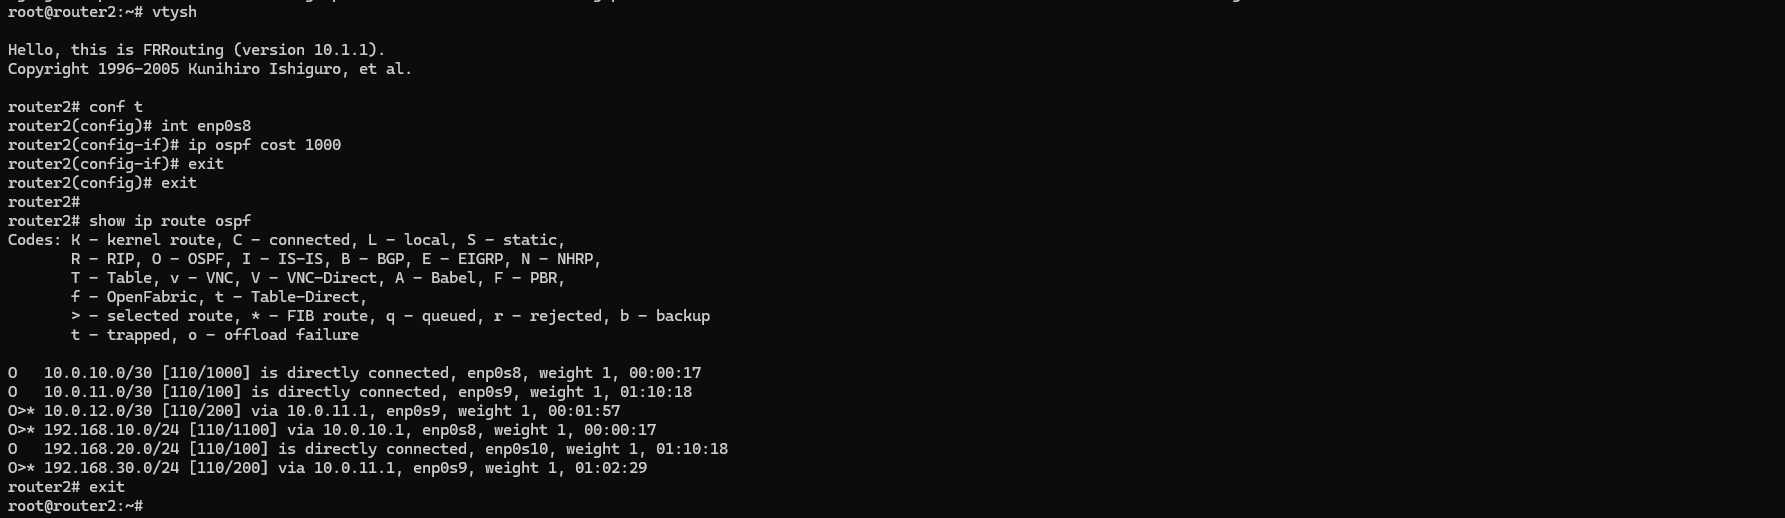 root@router2:~# vtysh
Hello, this is FRRouting (version 10.1.1).
Copyright 1996-2005 Kunihiro Ishiguro, et al.
router2# conf t
router2(config)# int enp0s8
router2(config-if)# ip ospf cost 1000
router2(config-if)# exit
router2(config)# exit
router2#
router2# show ip route ospf
Codes: K - kernel route, C - connected, L - local, S - static,
       R - RIP, O - OSPF, I - IS-IS, B - BGP, E - EIGRP, N - NHRP,
       T - Table, v - VNC, V - VNC-Direct, A - Babel, F - PBR,
       f - OpenFabric, t - Table-Direct,
       > - selected route, * - FIB route, q - queued, r - rejected, b - backup
       t - trapped, o - offload failure
O   10.0.10.0/30 [110/1000] is directly connected, enp0s8, weight 1, 00:00:17
O   10.0.11.0/30 [110/100] is directly connected, enp0s9, weight 1, 01:10:18
O>* 10.0.12.0/30 [110/200] via 10.0.11.1, enp0s9, weight 1, 00:01:57
O>* 192.168.10.0/24 [110/1100] via 10.0.10.1, enp0s8, weight 1, 00:00:17
O   192.168.20.0/24 [110/100] is directly connected, enp0s10, weight 1, 01:10:18
O>* 192.168.30.0/24 [110/200] via 10.0.11.1, enp0s9, weight 1, 01:02:29
router2# exit
root@router2:~#